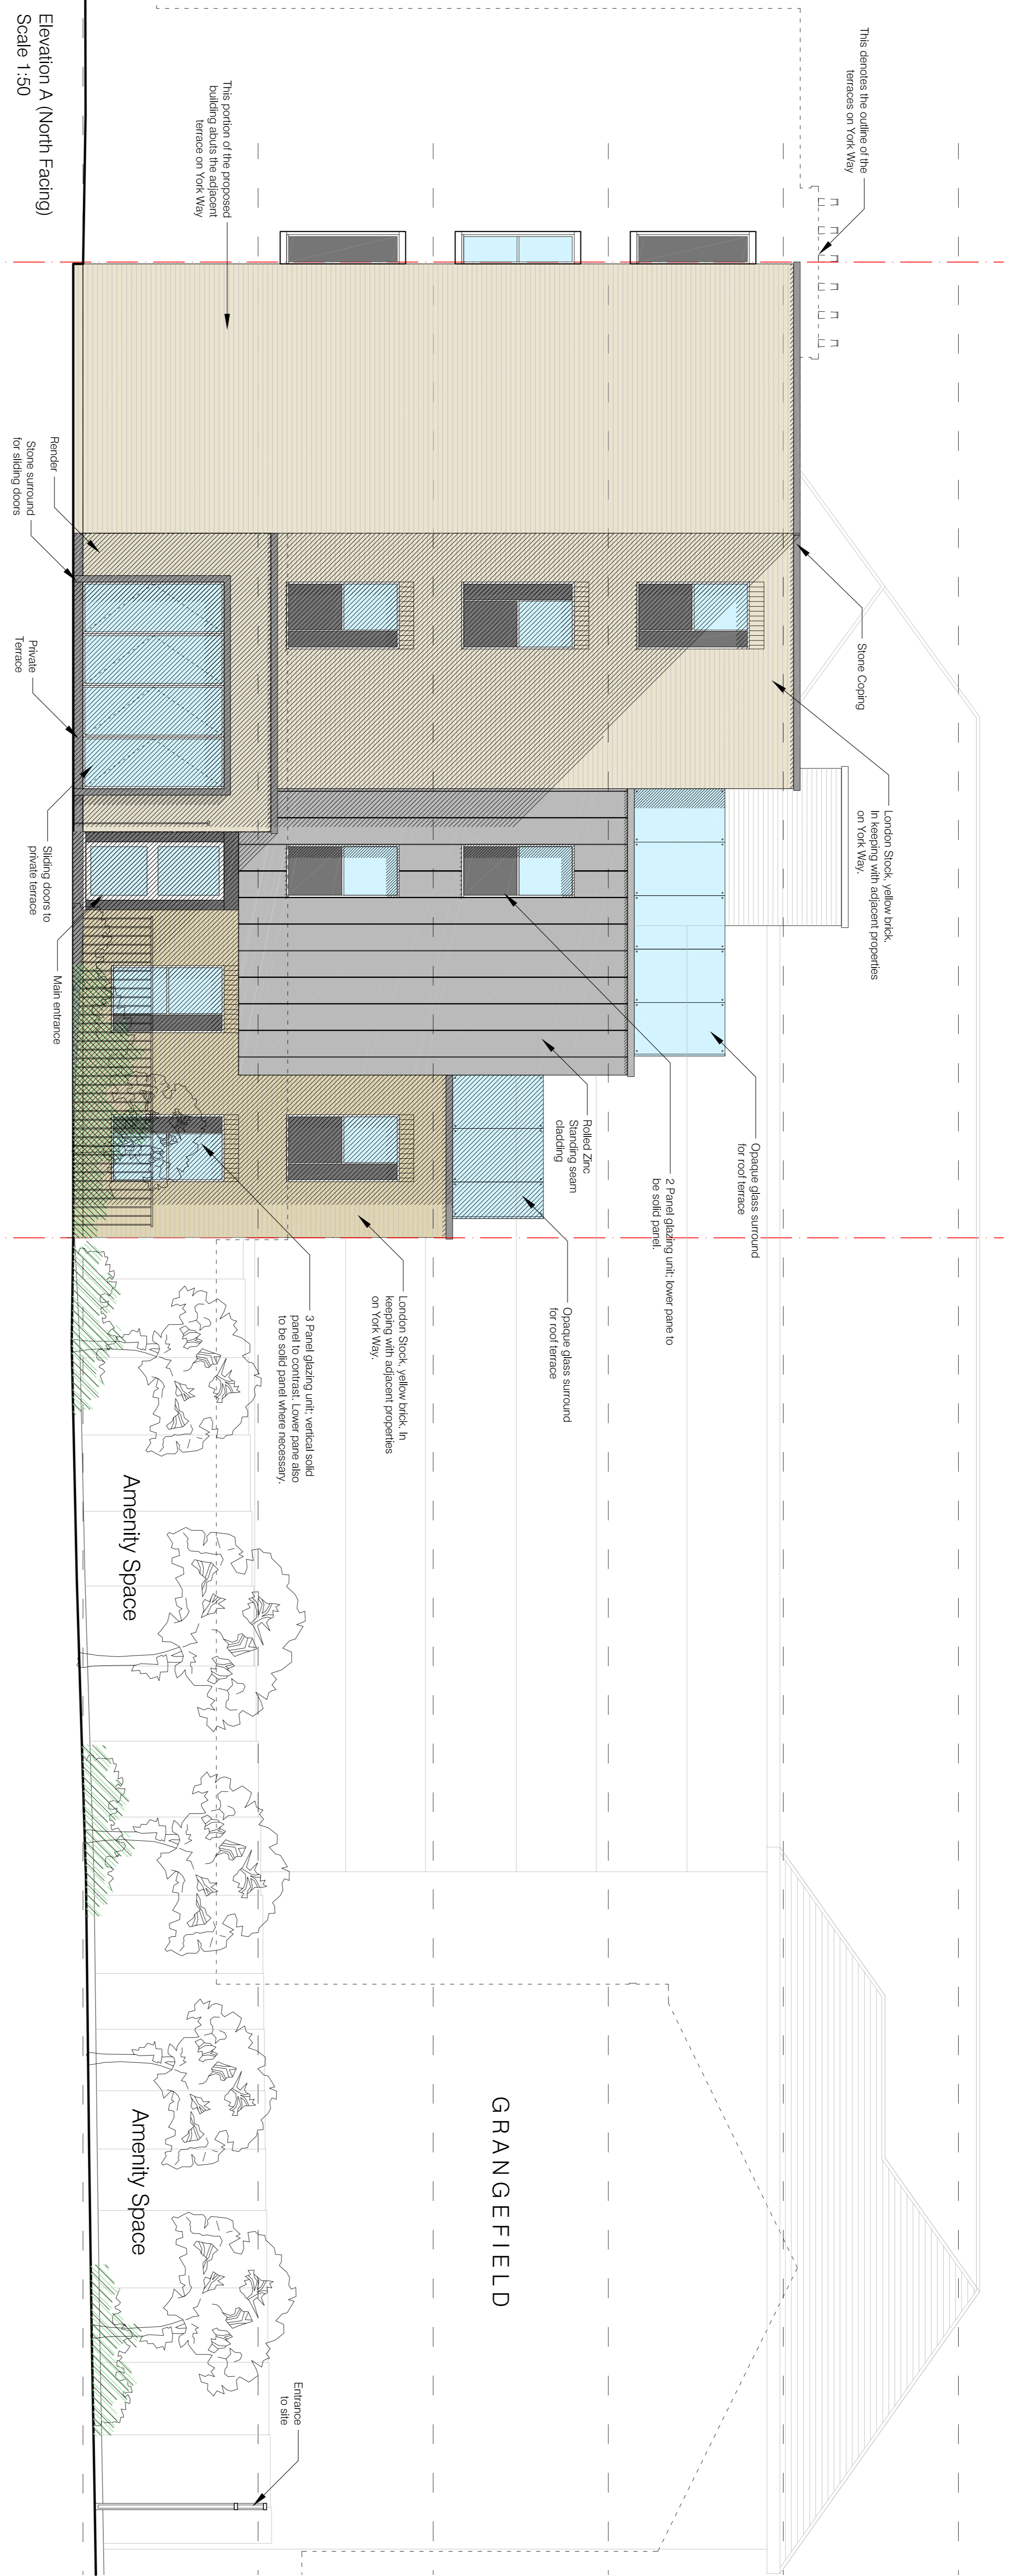 This denotes the outline of the
terraces on York Way
London Stock, yellow brick.
In keeping with adjacent properties
on York Way.
Stone Coping
Opaque glass surround
for roof terrace
2 Panel glazing unit; lower pane to
be solid panel.
Rolled Zinc
Standing seam
cladding
Opaque glass surround
for roof terrace
London Stock, yellow brick. In
keeping with adjacent properties
on York Way.
3 Panel glazing unit; vertical solid
panel to contrast. Lower pane also
to be solid panel where necessary.
This portion of the proposed
building abuts the adjacent
terrace on York Way
GRANGEFIELD
Entrance
to site
Amenity Space
Amenity Space
Render
Stone surround
for sliding doors
Private
Terrace
Sliding doors to
private terrace
Main entrance
Elevation A (North Facing)
Scale 1:50